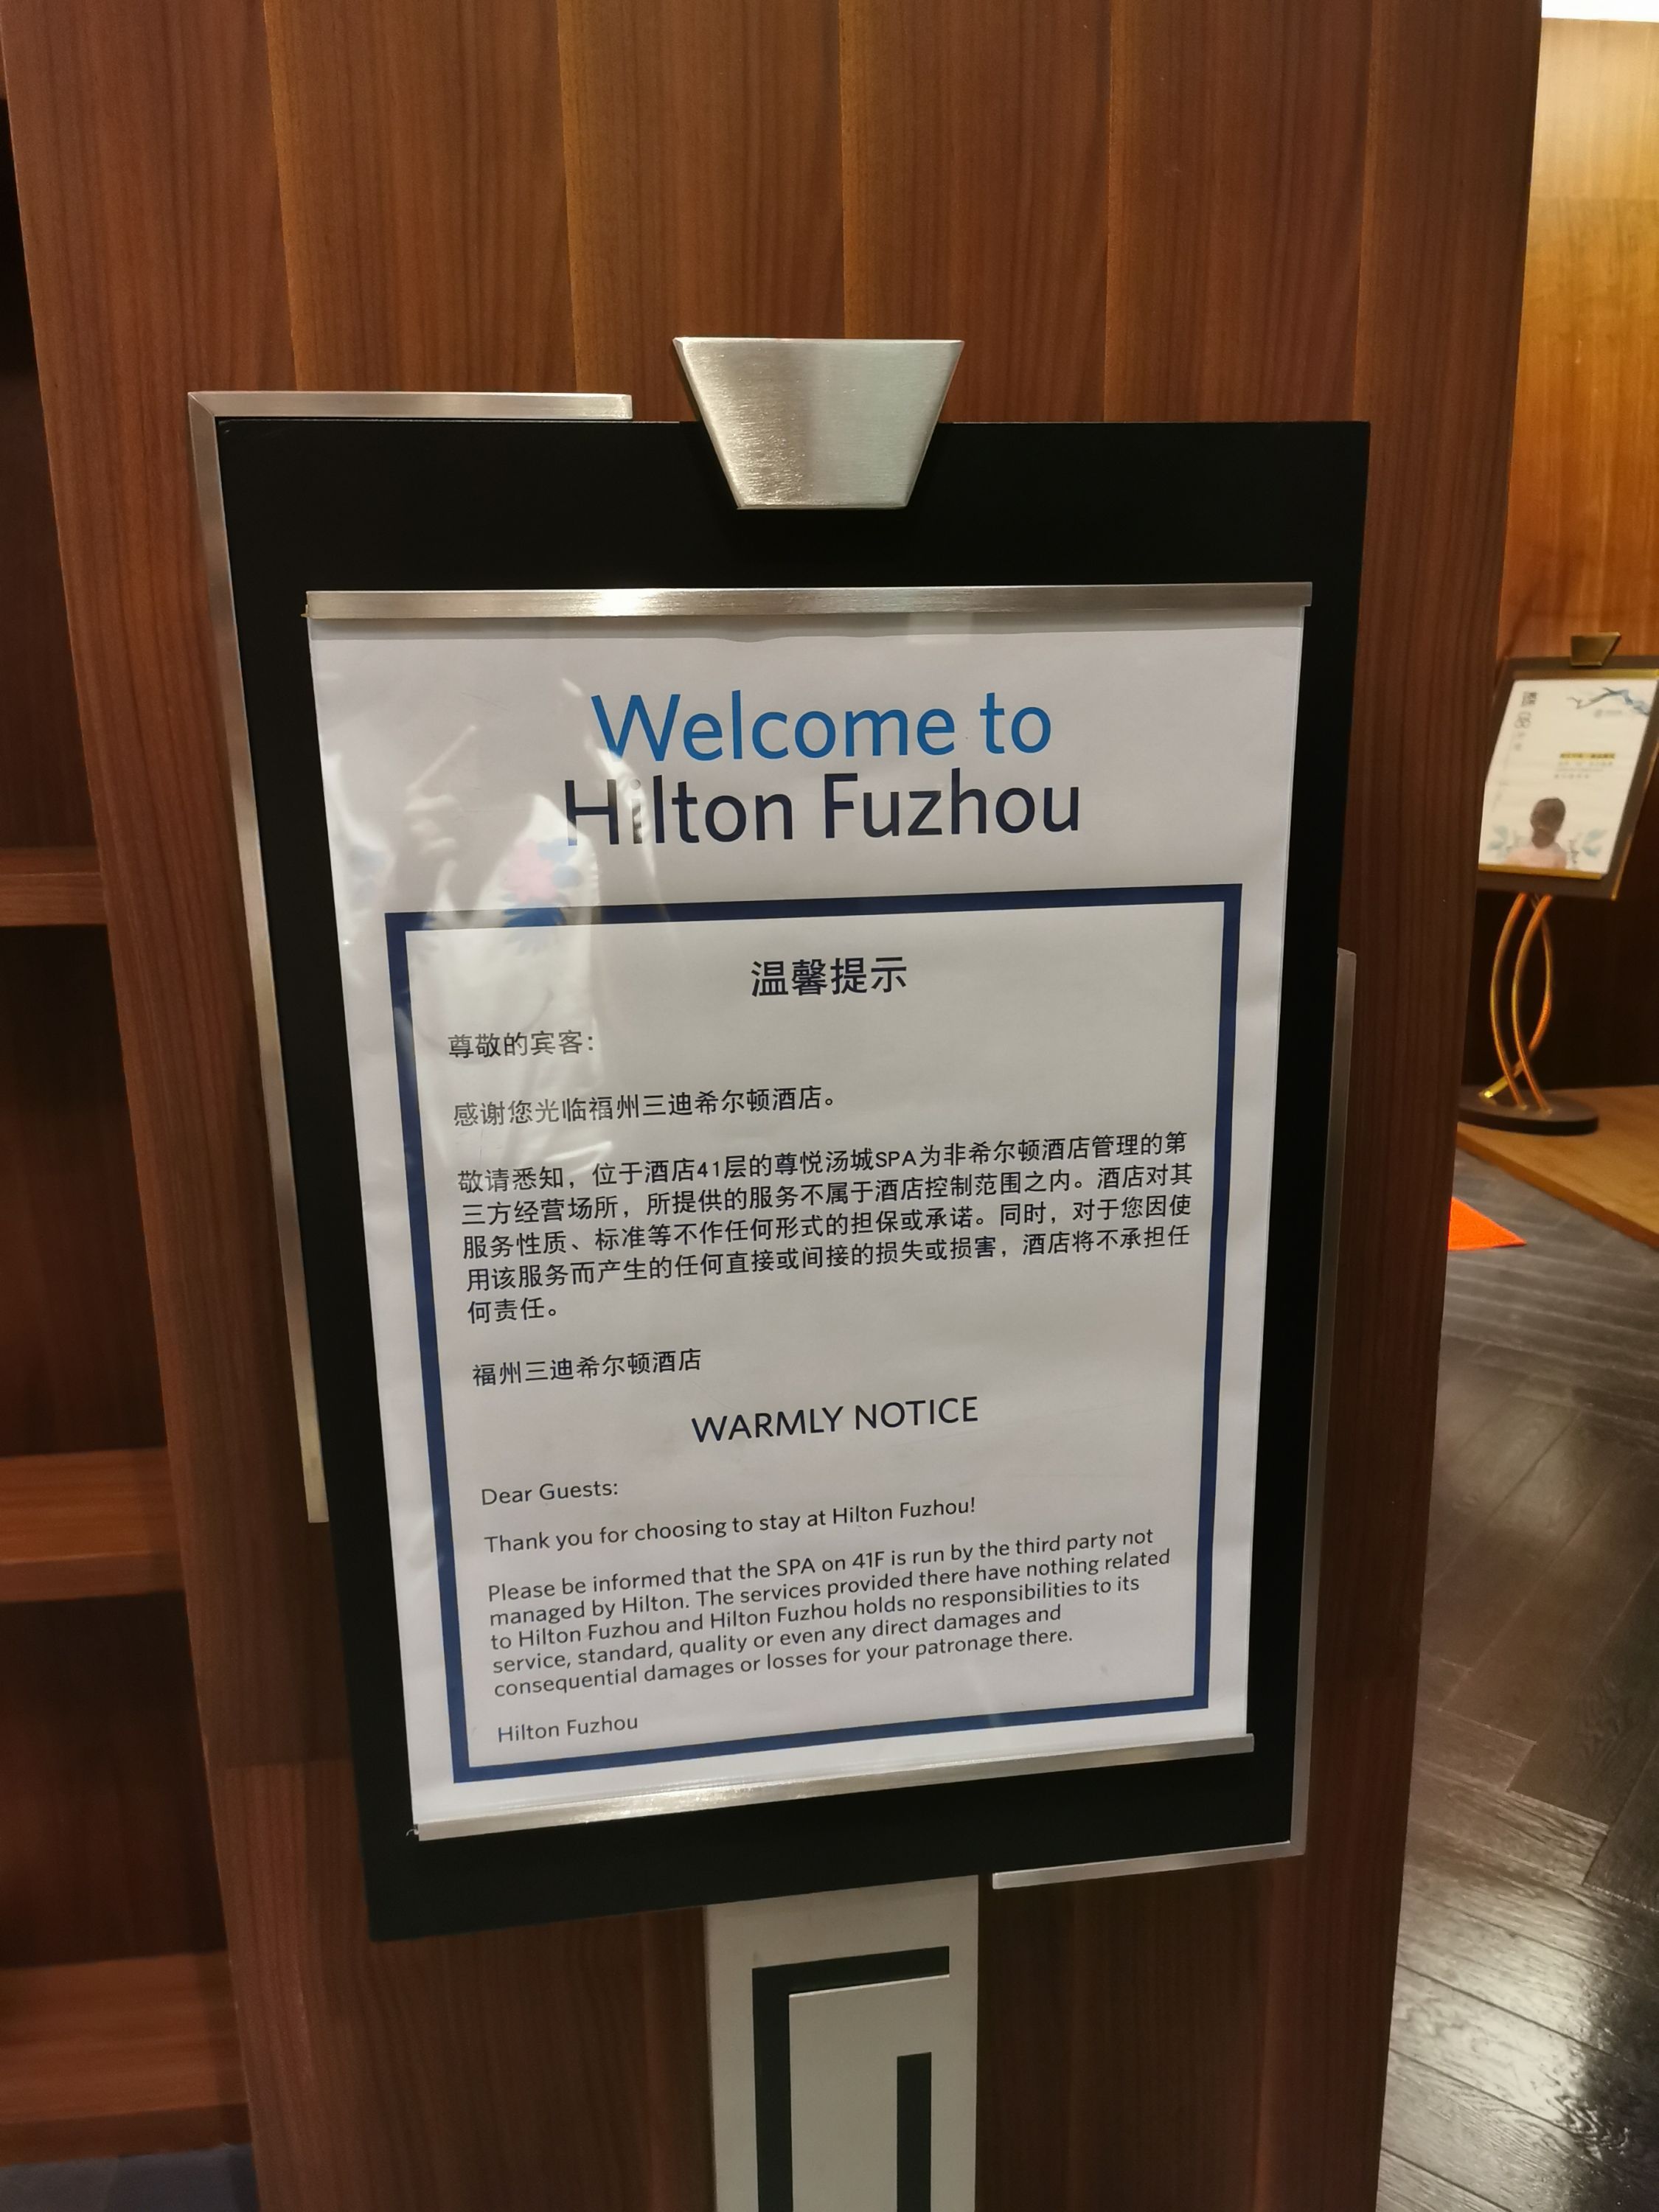 Welcome to
Hilton Fuzhou
温馨提示
尊敬的宾客：
感谢您光临福州三迪希尔顿酒店。
敬请悉知，位于酒店41层的尊悦汤城SPA为非希尔顿酒店管理的第
三方经营场所，所提供的服务不属于酒店控制范围之内。酒店对其
服务性质、标准等不作任何形式的担保或承诺。同时，对于您因使
用该服务而产生的任何直接或间接的损失或损害，酒店将不承担任
何责任。
福州三迪希尔顿酒店
WARMLY NOTICE
Dear Guests:
Thank you for choosing to stay at Hilton Fuzhou!
Please be informed that the SPA on 41F is run by the third party not
managed by Hilton. The services provided there have nothing related
to Hilton Fuzhou and Hilton Fuzhou holds no responsibilities to its
service, standard, quality or even any direct damages and
consequential damages or losses for your patronage there.
Hilton Fuzhou